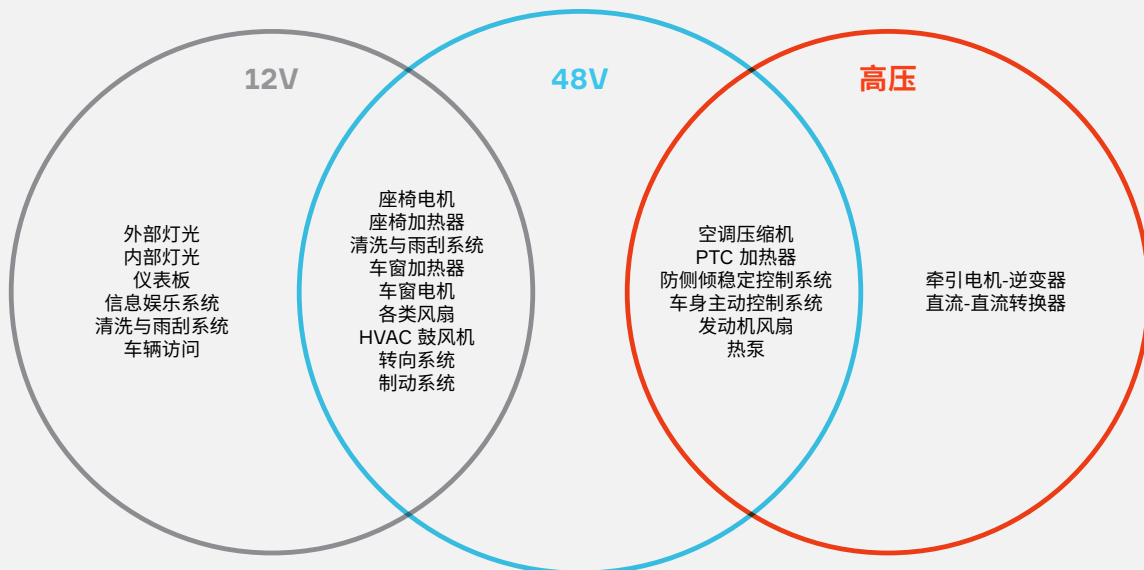 12V
外部灯光
内部灯光
仪表板
信息娱乐系统
清洗与雨刮系统
车辆访问
座椅电机
座椅加热器
清洗与雨刮系统
车窗加热器
车窗电机
各类风扇
HVAC 鼓风机
转向系统
制动系统
48V
空调压缩机
PTC 加热器
防侧倾稳定控制系统
车身主动控制系统
发动机风扇
热泵
高压
牵引电机-逆变器
直流-直流转换器